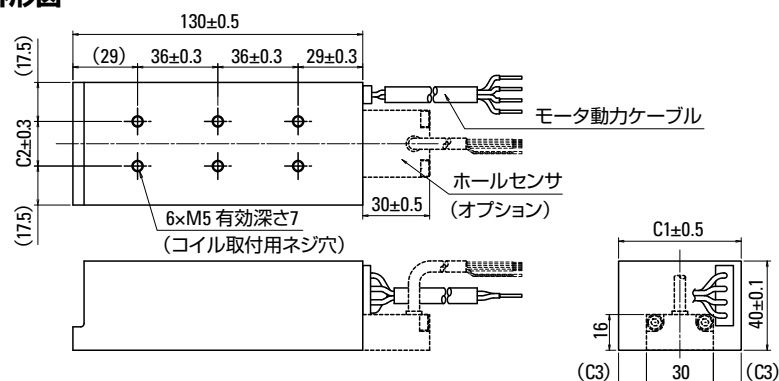 130±0.5
(29)
36±0.3
36±0.3
29±0.3
(17.5)
C2±0.3
(17.5)
モータ動力ケーブル
ホールセンサ
(オプション)
30±0.5
6×M5 有効深さ7
(コイル取付用ネジ穴)
C1±0.5
40±0.1
16
(C3)
30
(C3)